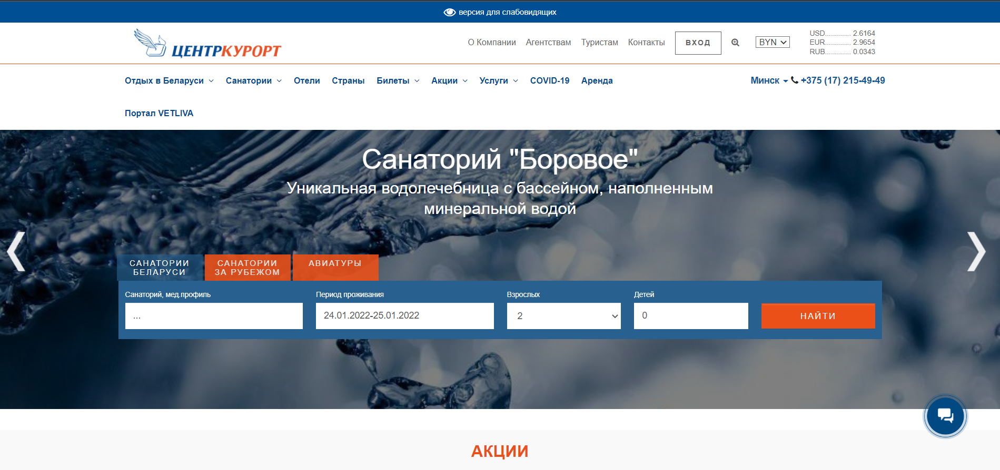 версия для слабовидящих
ЦЕНТРКУРОРТ
О Компании Агентствам Туристам Контакты ВХОД BYN
USD............. 2.6164
EUR............. 2.9654
RUB............. 0.0343
Отдых в Беларуси Санатории Отели Страны Билеты Акции Услуги COVID-19 Аренда Минск +375 (17) 215-49-49
Портал VETLIVA
Санаторий "Боровое"
Уникальная водолечебница с бассейном, наполненным
минеральной водой
САНАТОРИИ
БЕЛАРУСИ
САНАТОРИИ
ЗА РУБЕЖОМ
АВИАТУРЫ
Санаторий, мед.профиль Период проживания Взрослых Детей
... 24.01.2022-25.01.2022 2 0 НАЙТИ
АКЦИИ